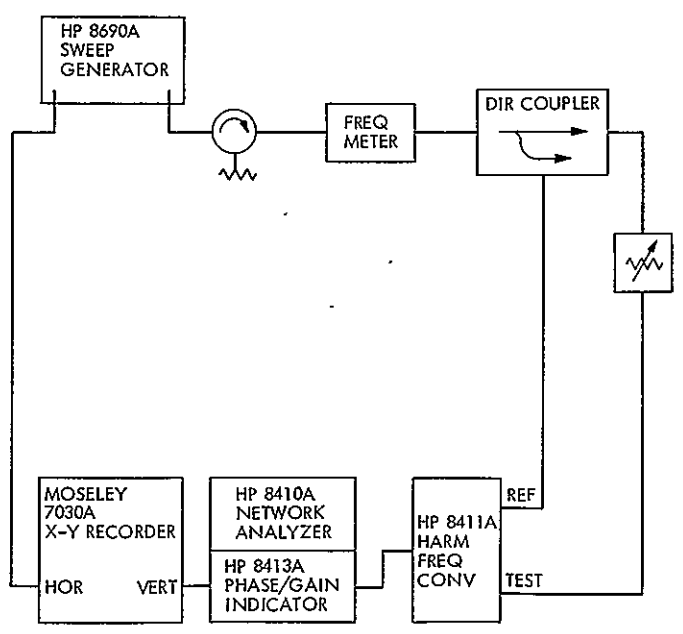 HP 8690A
SWEEP
GENERATOR
FREQ
METER
DIR COUPLER
MOSELEY
7030A
X-Y RECORDER
HOR
VERT
HP 8410A
NETWORK
ANALYZER
HP 8413A
PHASE/GAIN
INDICATOR
HP 8411A
HARM
FREQ
CONV
REF
TEST